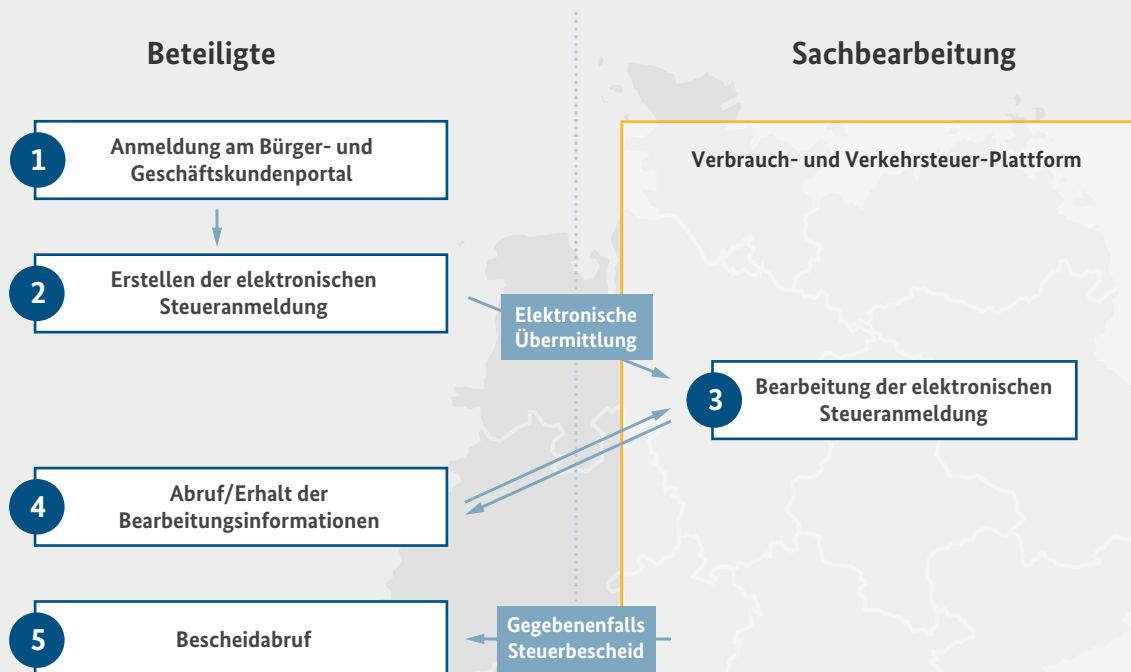 Beteiligte
Sachbearbeitung
1
Anmeldung am Bürger- und
Geschäftskundenportal
Verbrauch- und Verkehrsteuer-Plattform
2
Erstellen der elektronischen
Steueranmeldung
Elektronische
Übermittlung
3
Bearbeitung der elektronischen
Steueranmeldung
4
Abruf/Erhalt der
Bearbeitungsinformationen
5
Bescheidabruf
Gegebenenfalls
Steuerbescheid